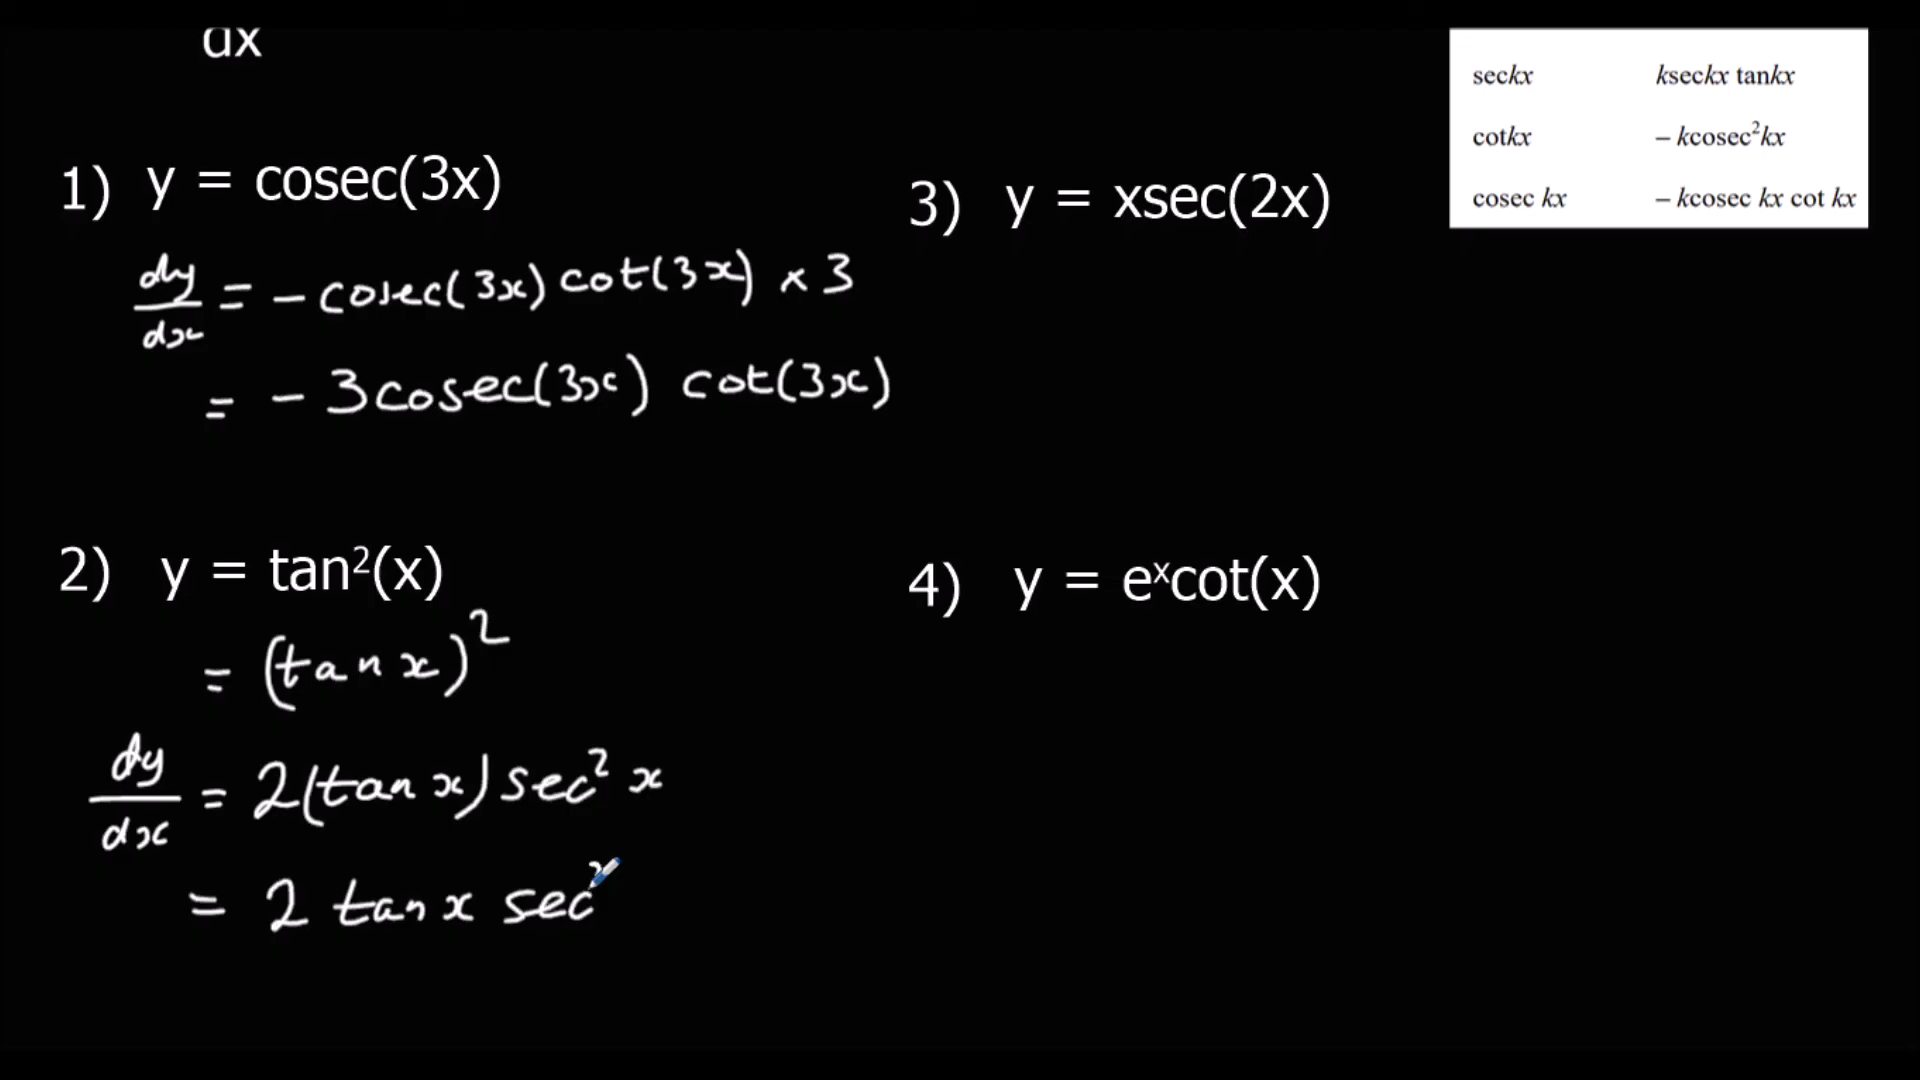 dx
1) y = cosec(3x)
dy/dx = - cosec(3x) cot(3x) × 3
= - 3cosec(3x) cot(3x)
2) y = tan²(x)
= (tan x)²
dy/dx = 2(tan x) sec² x
= 2 tan x sec²
3) y = xsec(2x)
4) y = eˣcot(x)
seckx kseckx tankx
cotkx – kcosec²kx
cosec kx – kcosec kx cot kx